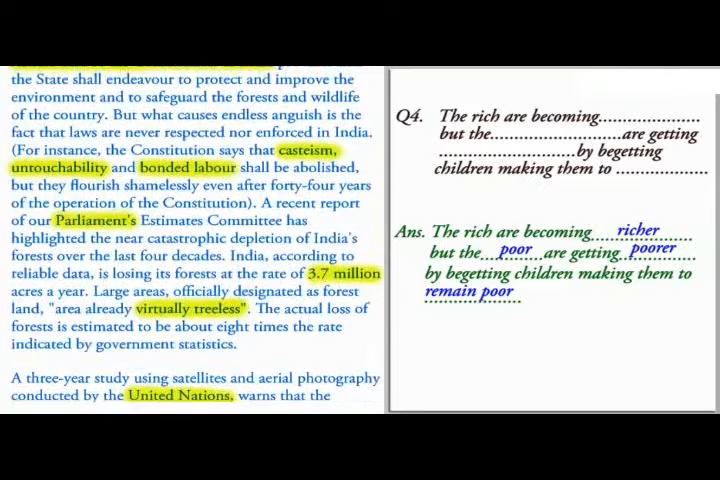 the State shall endeavour to protect and improve the
environment and to safeguard the forests and wildlife
of the country. But what causes endless anguish is the
fact that laws are never respected nor enforced in India.
(For instance, the Constitution says that casteism,
untouchability and bonded labour shall be abolished,
but they flourish shamelessly even after forty-four years
of the operation of the Constitution). A recent report
of our Parliament's Estimates Committee has
highlighted the near catastrophic depletion of India's
forests over the last four decades. India, according to
reliable data, is losing its forests at the rate of 3.7 million
acres a year. Large areas, officially designated as forest
land, "area already virtually treeless". The actual loss of
forests is estimated to be about eight times the rate
indicated by government statistics.
A three-year study using satellites and aerial photography
conducted by the United Nations, warns that the
Q4. The rich are becoming.....................
but the............................are getting
.............................by begetting
children making them to ...................
Ans. The rich are becoming richer
but the poor are getting poorer
by begetting children making them to
remain poor